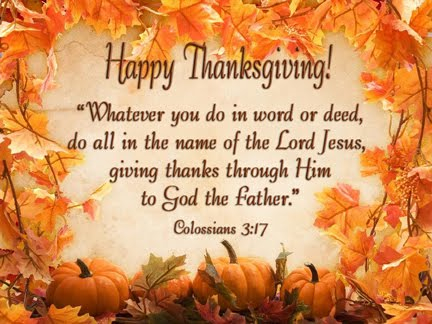 Happy Thanksgiving!
“Whatever you do in word or deed,
do all in the name of the Lord Jesus,
giving thanks through Him
to God the Father.”
Colossians 3:17